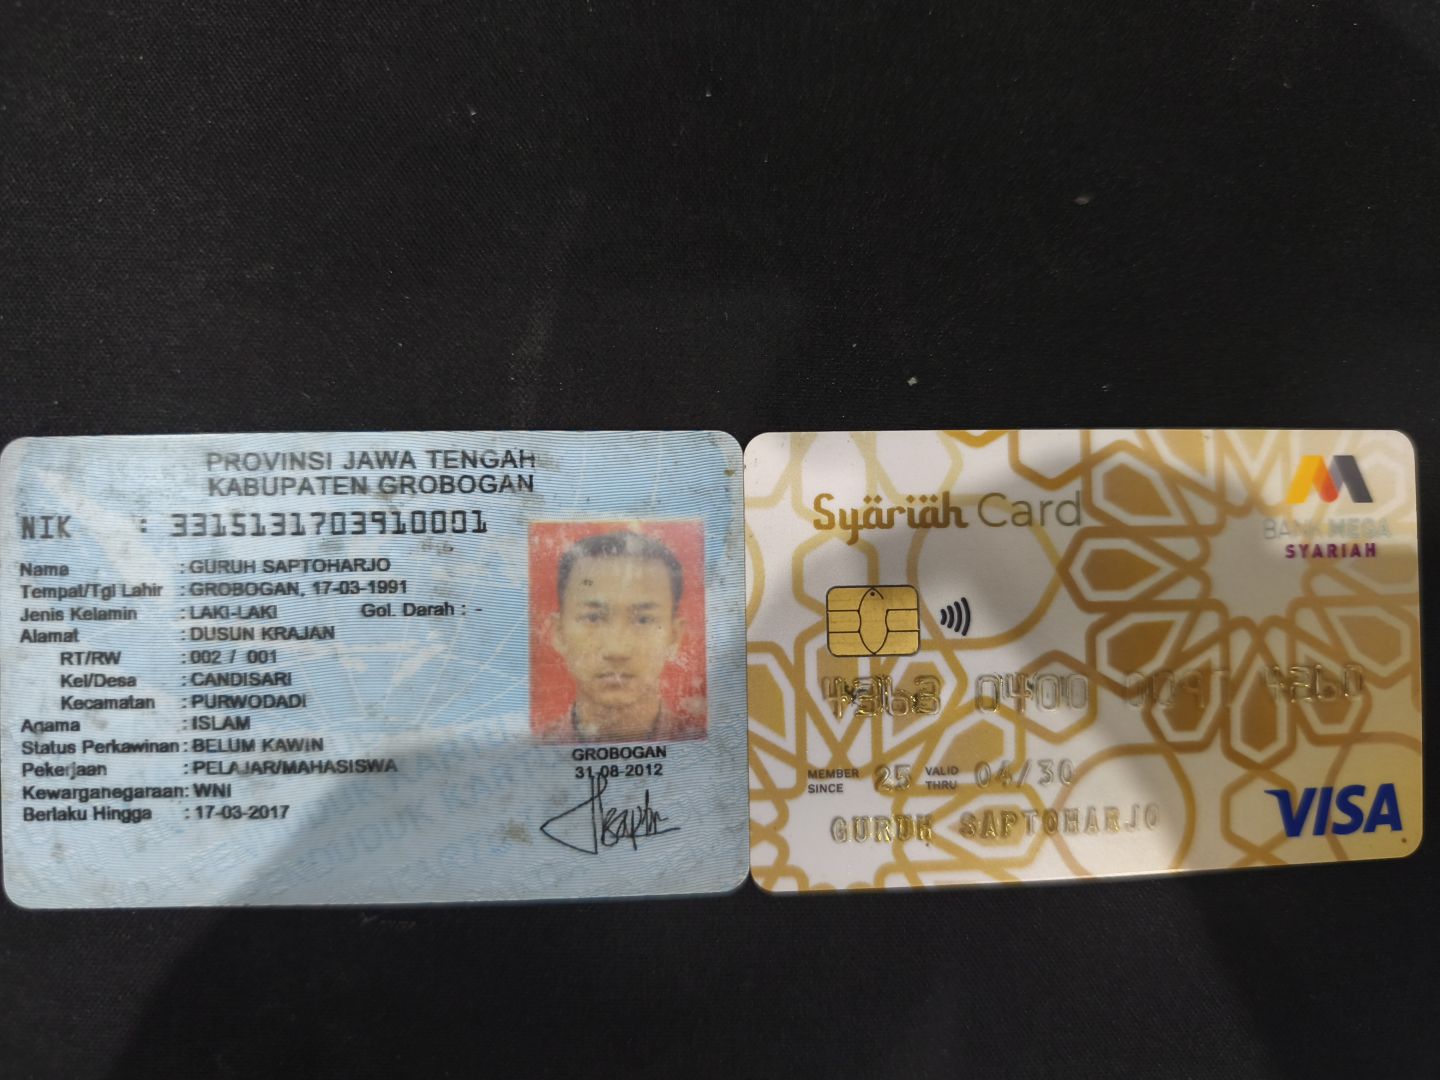 PROVINSI JAWA TENGAH
KABUPATEN GROBOGAN
NIK : 3315131703910001
Nama : GURUH SAPTOHARJO
Tempat/Tgl Lahir : GROBOGAN, 17-03-1991
Jenis Kelamin : LAKI-LAKI Gol. Darah : -
Alamat : DUSUN KRAJAN
RT/RW : 002 / 001
Kel/Desa : CANDISARI
Kecamatan : PURWODADI
Agama : ISLAM
Status Perkawinan : BELUM KAWIN
Pekerjaan : PELAJAR/MAHASISWA
Kewarganegaraan: WNI
Berlaku Hingga : 17-03-2017
GROBOGAN
31-08-2012
Syariah Card
BANK MEGA
SYARIAH
0400
MEMBER SINCE 25 VALID THRU 04/30
GURUH SAPTOHARJO
VISA